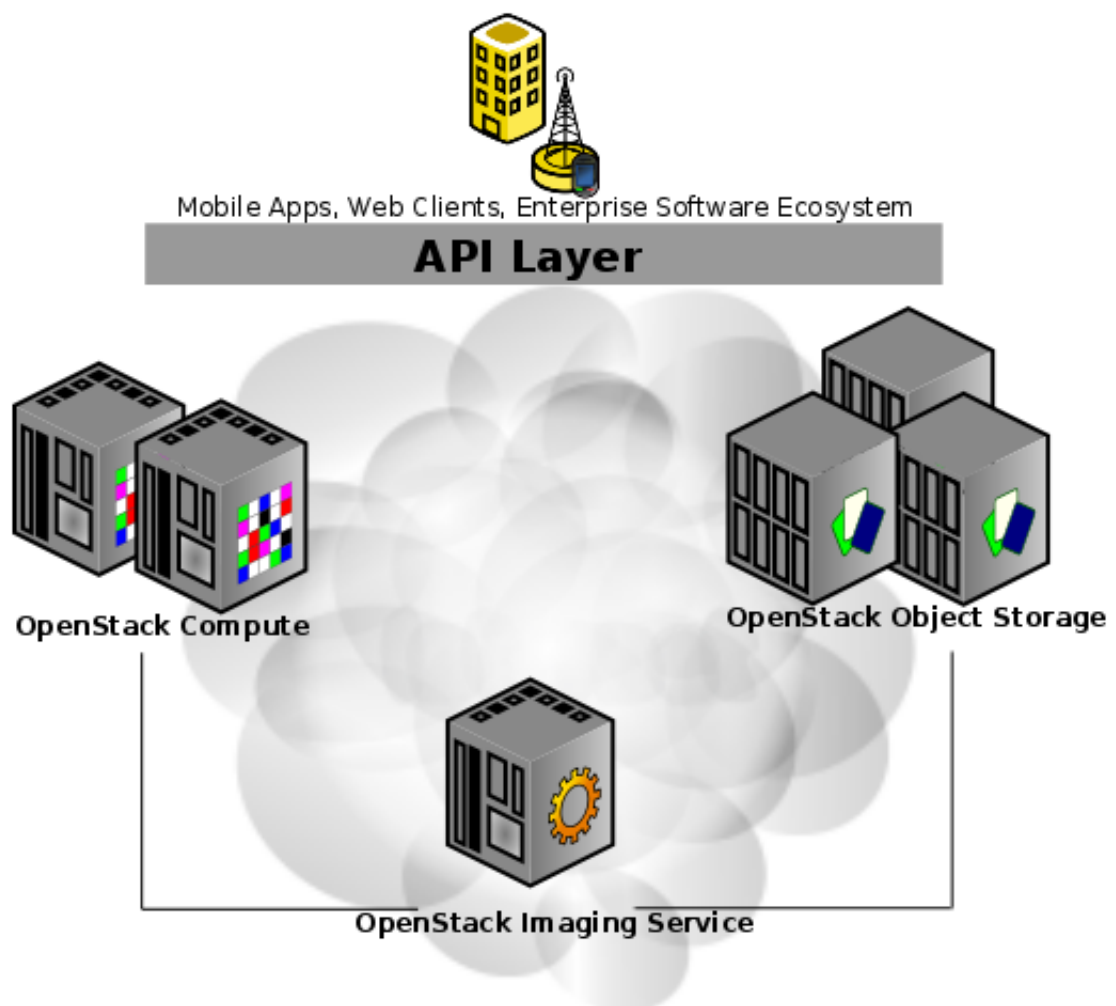 Mobile Apps, Web Clients, Enterprise Software Ecosystem
API Layer
OpenStack Compute
OpenStack Object Storage
OpenStack Imaging Service